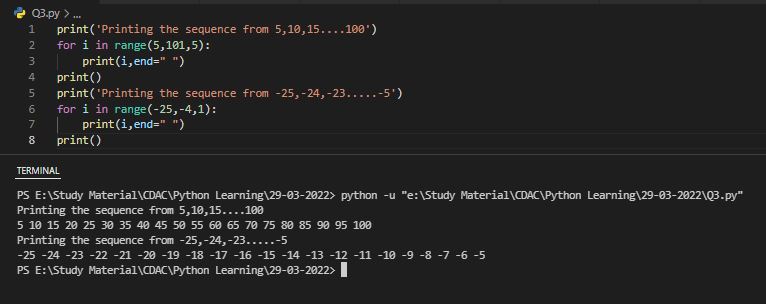 Q3.py > ...
1 print('Printing the sequence from 5,10,15....100')
2 for i in range(5,101,5):
3     print(i,end=" ")
4 print()
5 print('Printing the sequence from -25,-24,-23.....-5')
6 for i in range(-25,-4,1):
7     print(i,end=" ")
8 print()
TERMINAL
PS E:\Study Material\CDAC\Python Learning\29-03-2022> python -u "e:\Study Material\CDAC\Python Learning\29-03-2022\Q3.py"
Printing the sequence from 5,10,15....100
5 10 15 20 25 30 35 40 45 50 55 60 65 70 75 80 85 90 95 100
Printing the sequence from -25,-24,-23.....-5
-25 -24 -23 -22 -21 -20 -19 -18 -17 -16 -15 -14 -13 -12 -11 -10 -9 -8 -7 -6 -5
PS E:\Study Material\CDAC\Python Learning\29-03-2022>